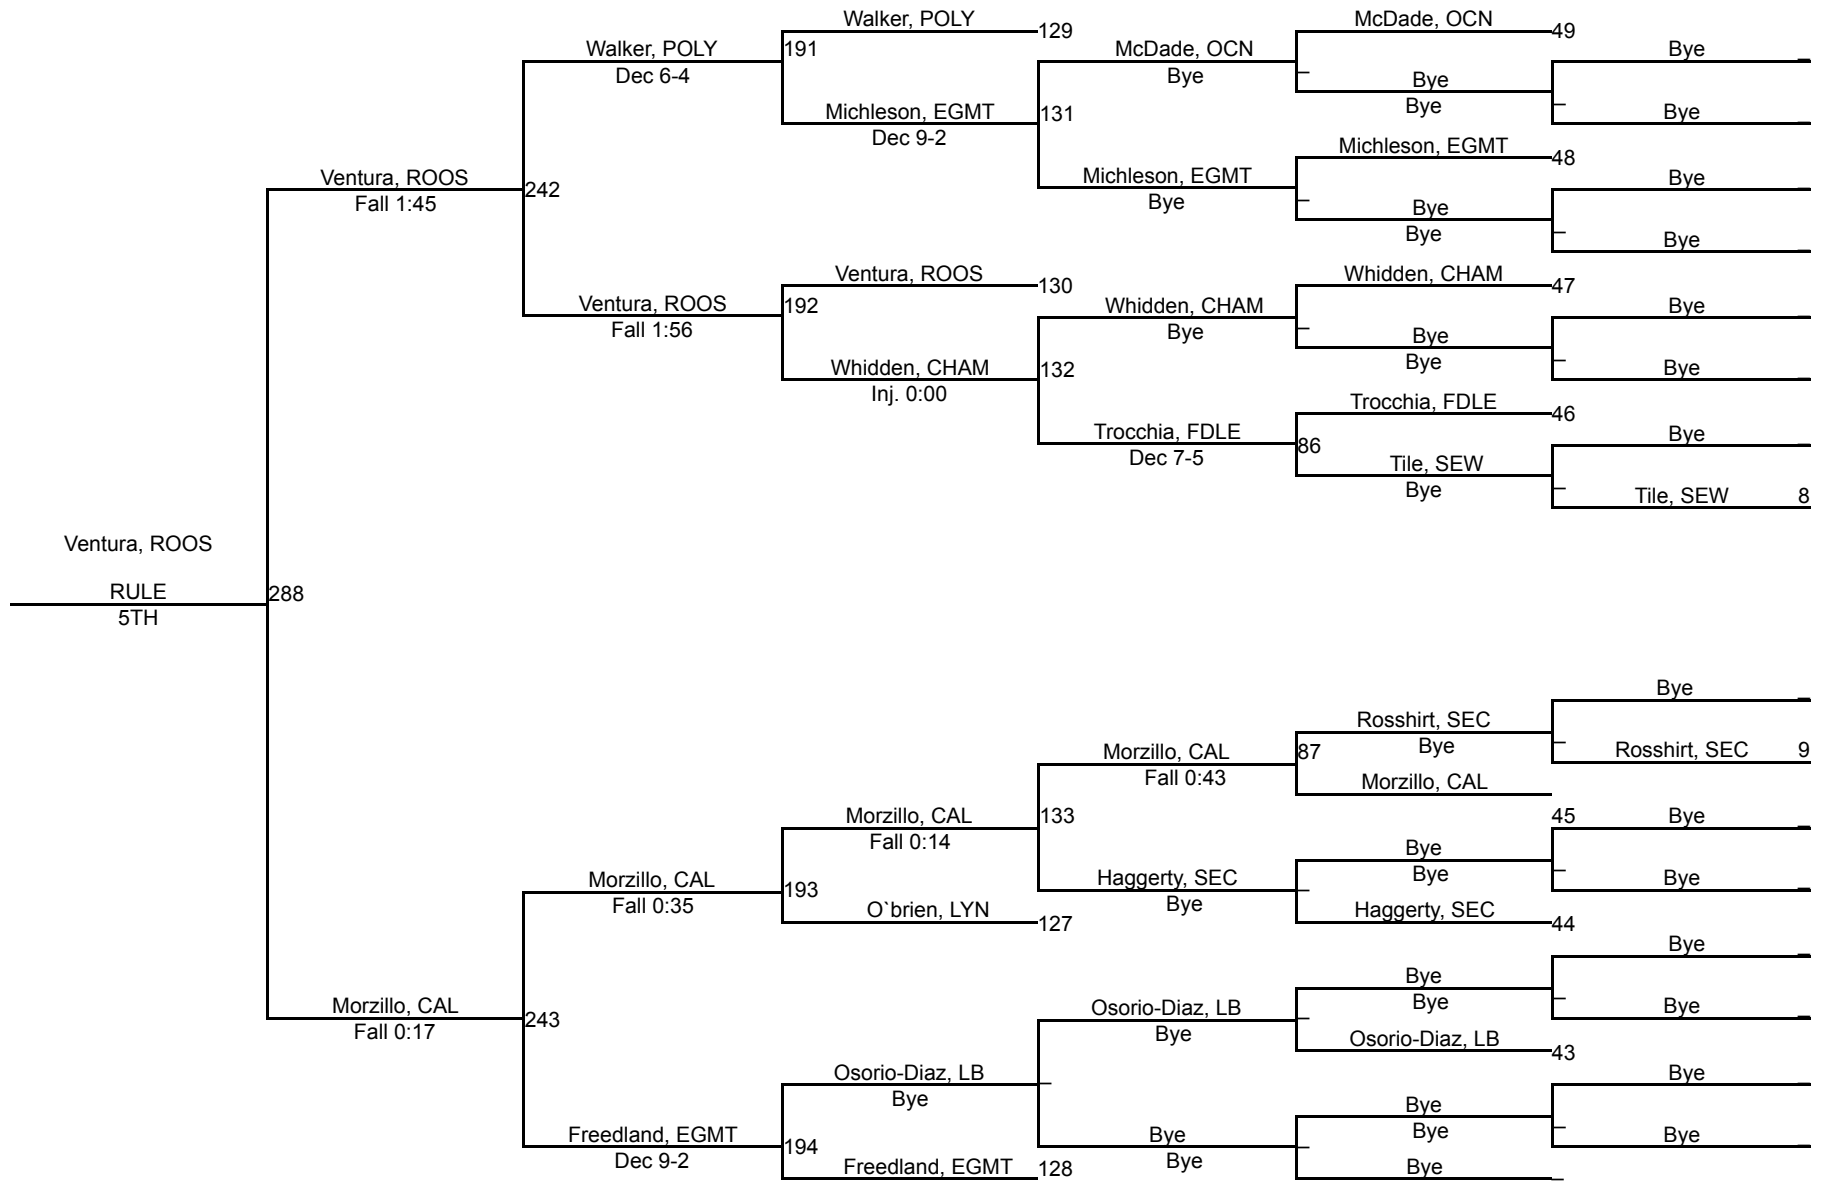 Walker, POLY
129
McDade, OCN
49
Walker, POLY
191
McDade, OCN
Bye
Dec 6-4
Bye
Bye
Bye
Michleson, EGMT
131
Bye
Dec 9-2
Michleson, EGMT
48
Ventura, ROOS
242
Michleson, EGMT
Bye
Fall 1:45
Bye
Bye
Bye
Bye
Ventura, ROOS
130
Whidden, CHAM
47
Ventura, ROOS
192
Whidden, CHAM
Bye
Fall 1:56
Bye
Bye
Bye
Whidden, CHAM
132
Bye
Inj. 0:00
Trocchia, FDLE
46
Trocchia, FDLE
86
Bye
Dec 7-5
Tile, SEW
Bye
Tile, SEW 8
Ventura, ROOS
RULE
288
5TH
Bye
Rosshirt, SEC
Bye
Morzillo, CAL
87
Rosshirt, SEC 9
Fall 0:43
Morzillo, CAL
Morzillo, CAL
133
45
Bye
Fall 0:14
Bye
Bye
Morzillo, CAL
193
Haggerty, SEC
Bye
Fall 0:35
Bye
O`brien, LYN
127
Haggerty, SEC
44
Bye
Bye
Bye
Morzillo, CAL
243
Osorio-Diaz, LB
Bye
Fall 0:17
Bye
Osorio-Diaz, LB
43
Osorio-Diaz, LB
Bye
Bye
Bye
Bye
Freedland, EGMT
194
Bye
Bye
Dec 9-2
Bye
Freedland, EGMT
128
Bye